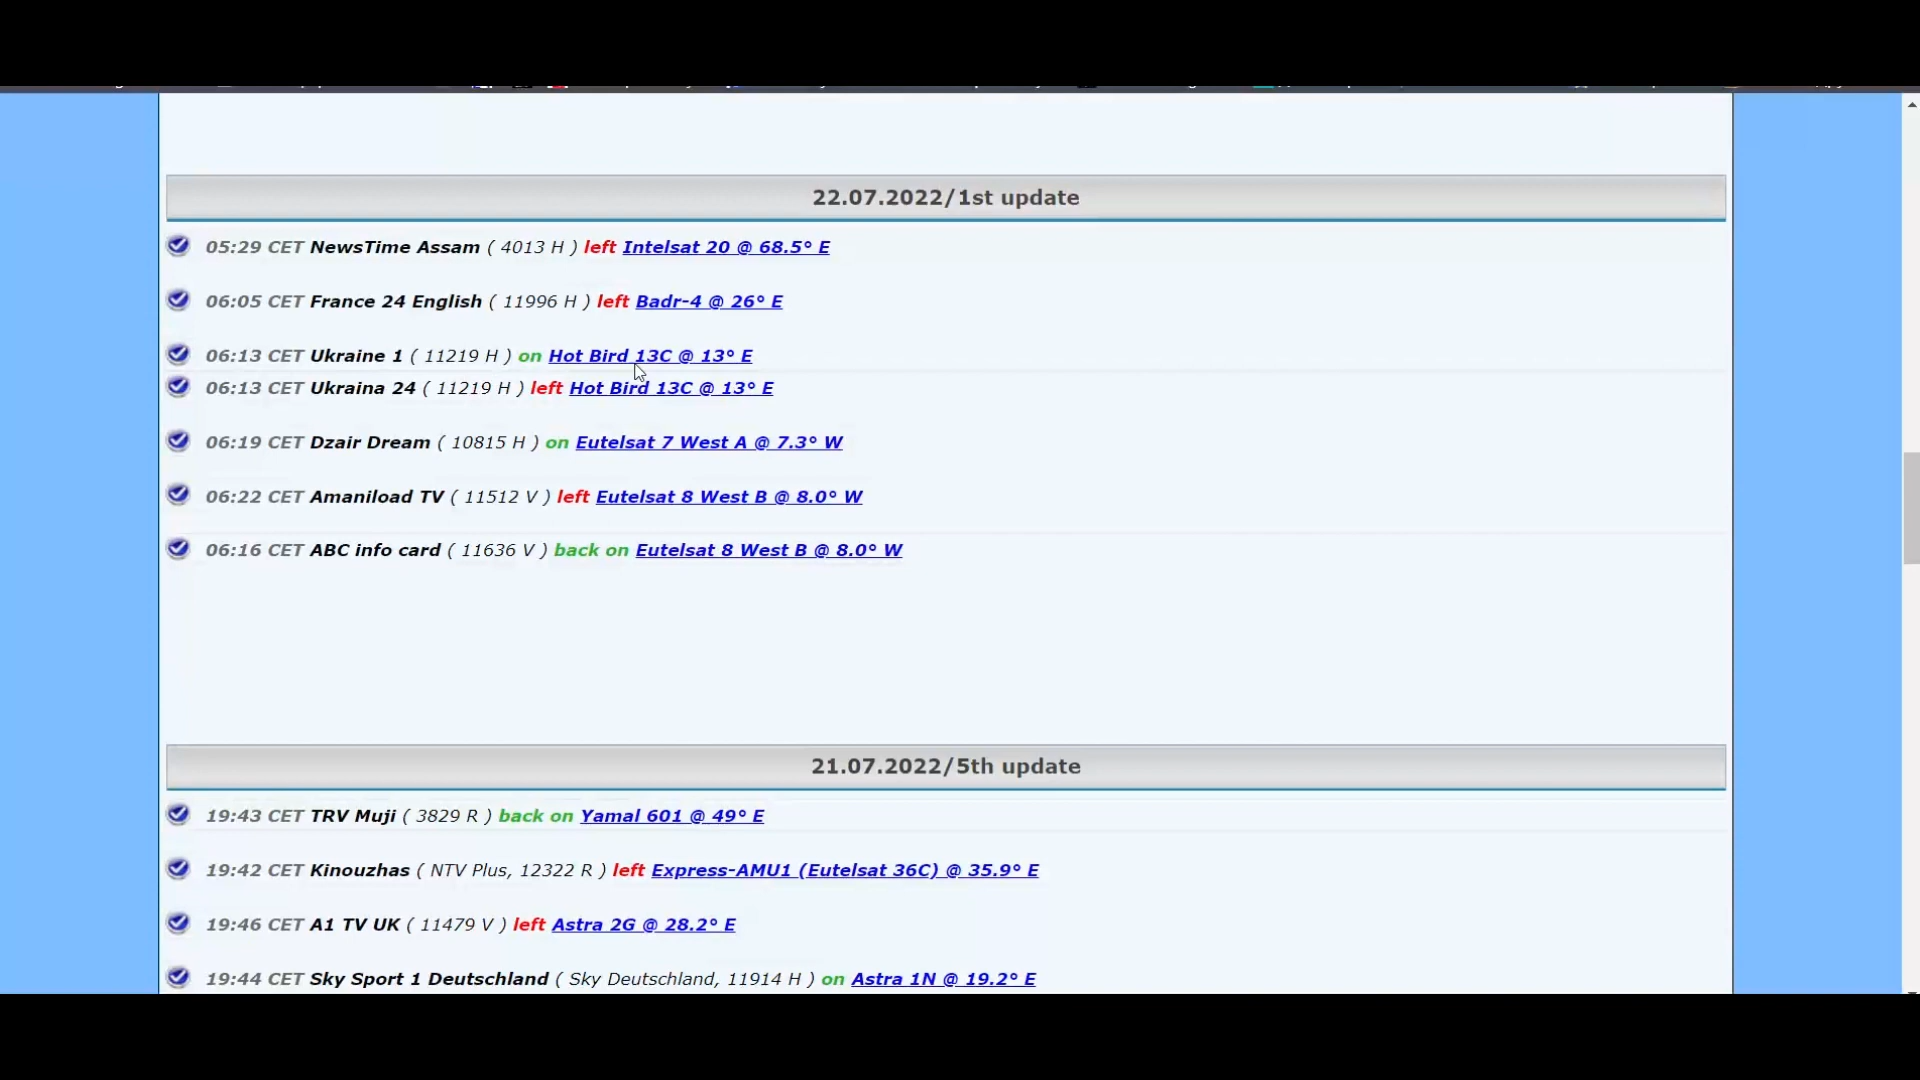 22.07.2022/1st update
05:29 CET NewsTime Assam ( 4013 H ) left Intelsat 20 @ 68.5° E
06:05 CET France 24 English ( 11996 H ) left Badr-4 @ 26° E
06:13 CET Ukraine 1 ( 11219 H ) on Hot Bird 13C @ 13° E
06:13 CET Ukraina 24 ( 11219 H ) left Hot Bird 13C @ 13° E
06:19 CET Dzair Dream ( 10815 H ) on Eutelsat 7 West A @ 7.3° W
06:22 CET Amaniload TV ( 11512 V ) left Eutelsat 8 West B @ 8.0° W
06:16 CET ABC info card ( 11636 V ) back on Eutelsat 8 West B @ 8.0° W
21.07.2022/5th update
19:43 CET TRV Muji ( 3829 R ) back on Yamal 601 @ 49° E
19:42 CET Kinouzhas ( NTV Plus, 12322 R ) left Express-AMU1 (Eutelsat 36C) @ 35.9° E
19:46 CET A1 TV UK ( 11479 V ) left Astra 2G @ 28.2° E
19:44 CET Sky Sport 1 Deutschland ( Sky Deutschland, 11914 H ) on Astra 1N @ 19.2° E